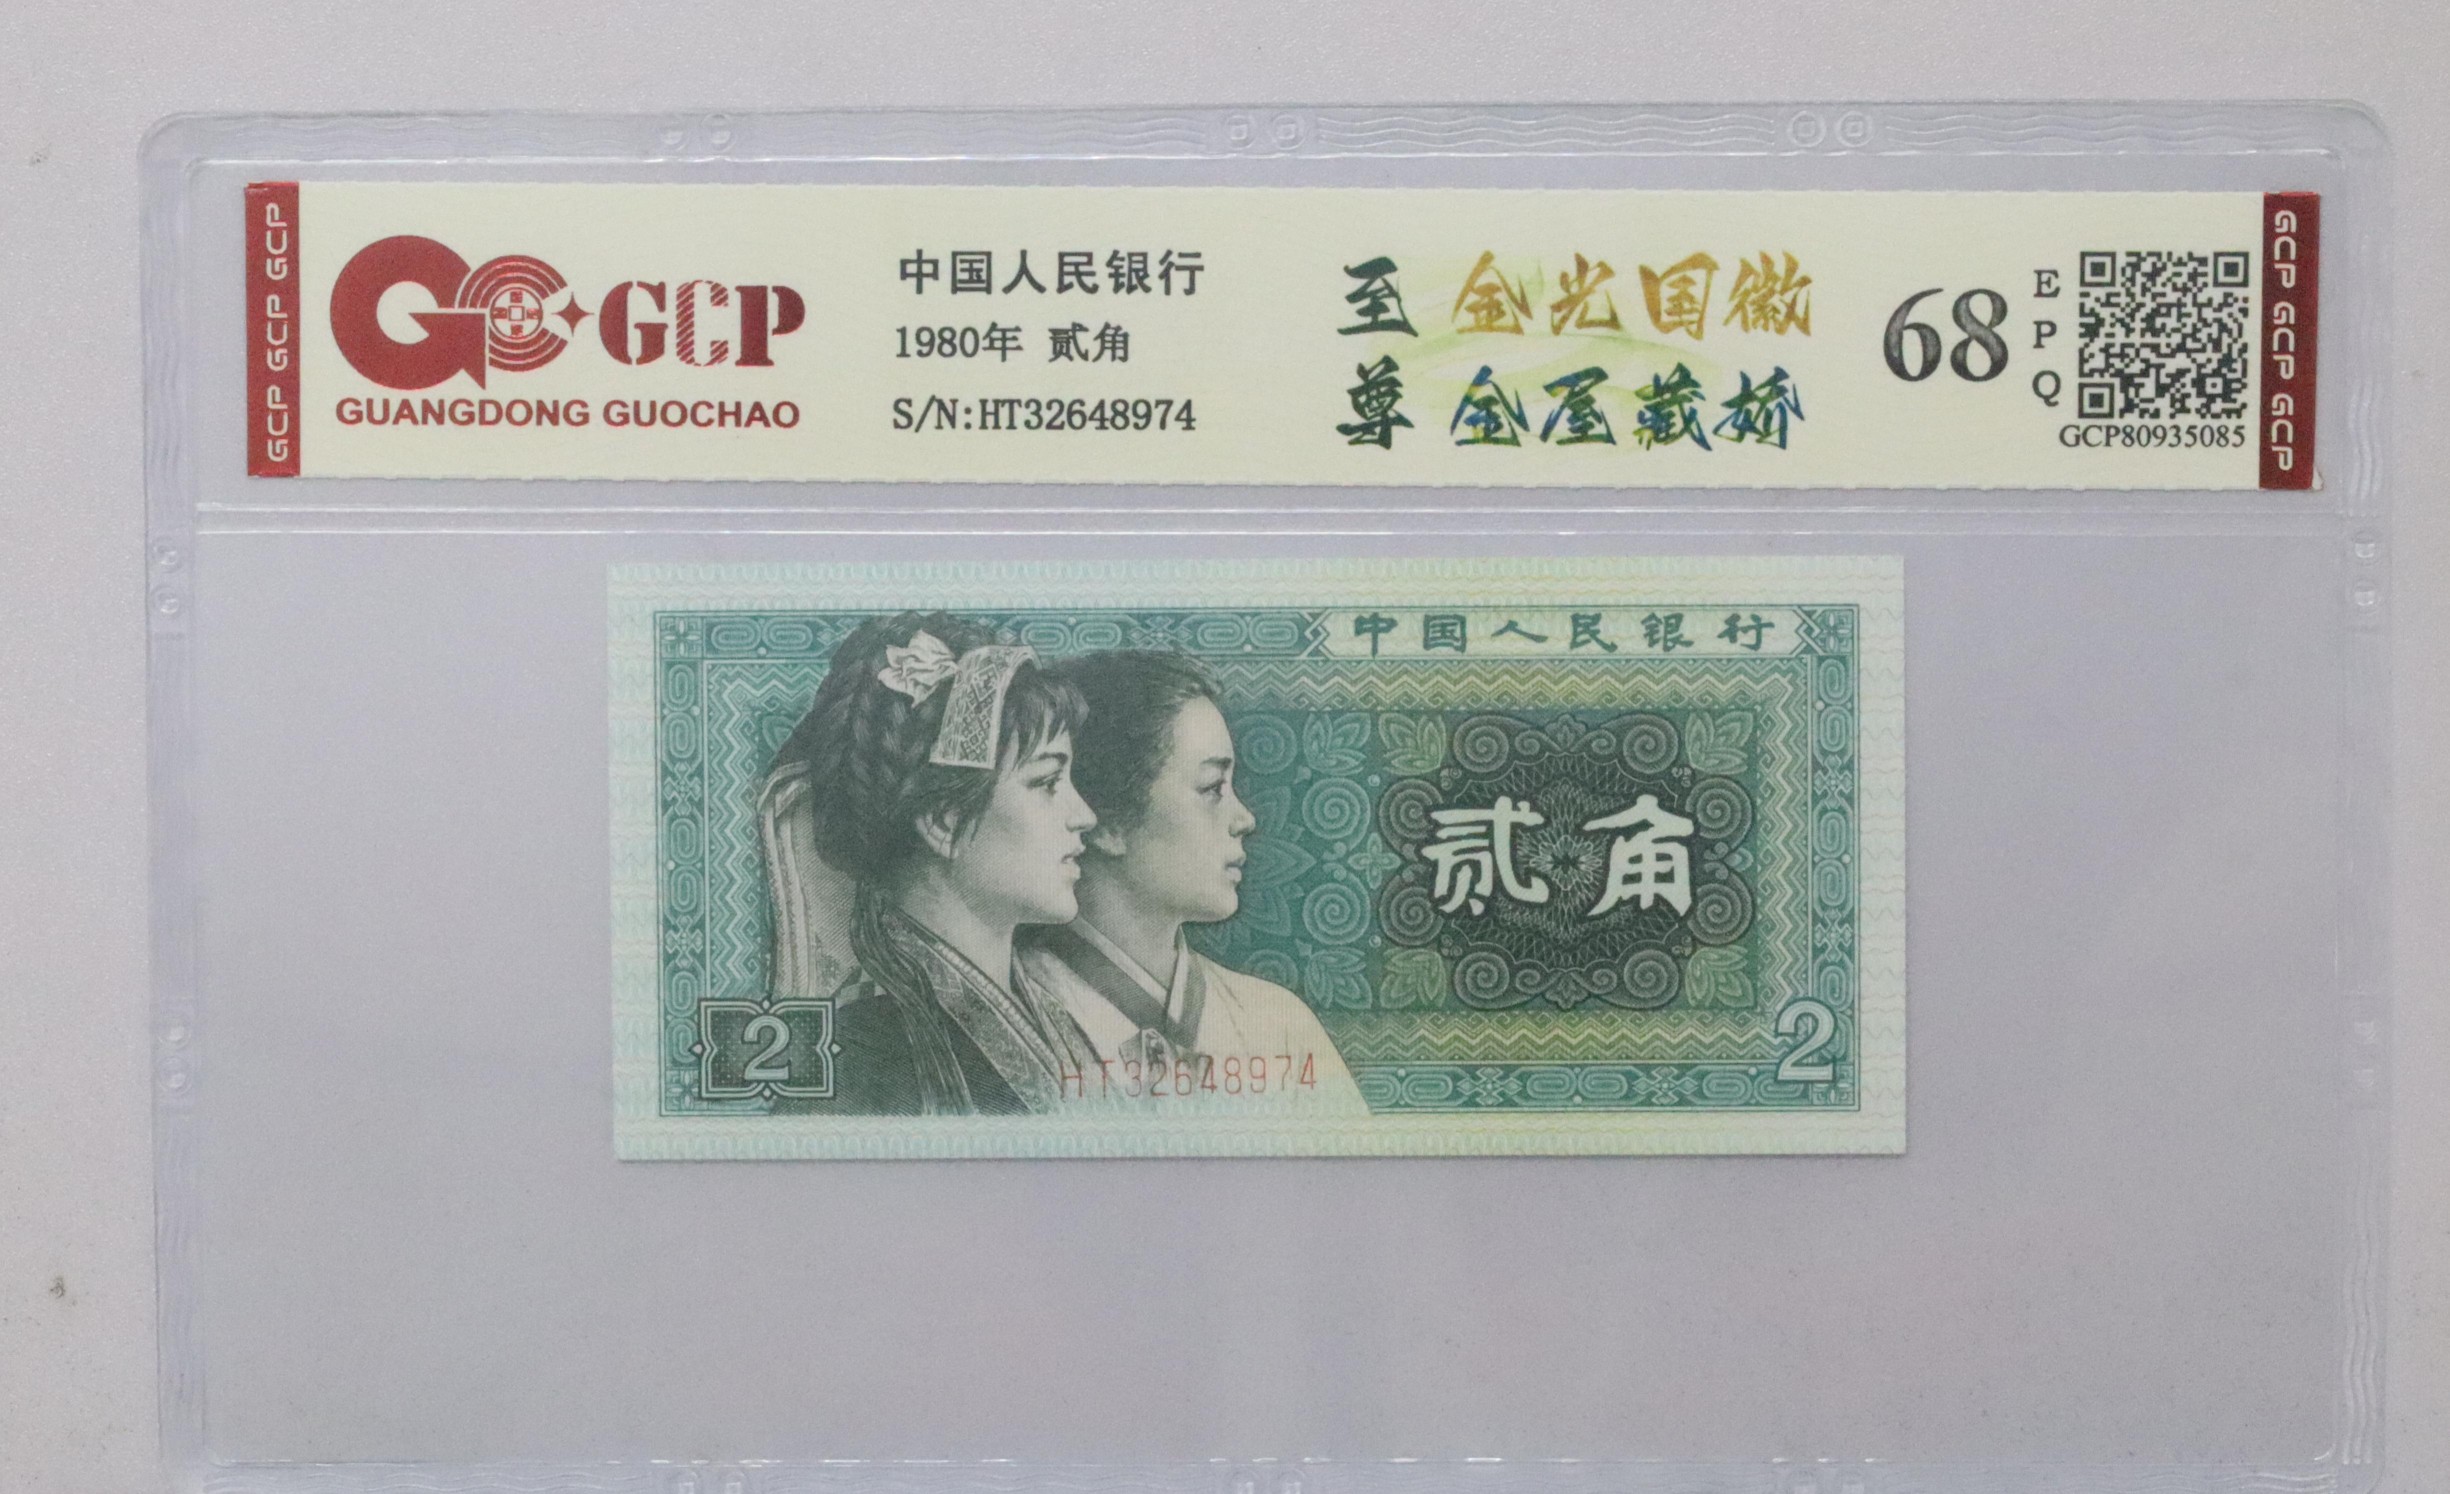 GCP GCP GCP
GCP
GUANGDONG GUOCHAO
中国人民银行
1980年 贰角
S/N:HT32648974
至尊
金光国徽
金屋藏娇
68
EPQ
GCP80935085
GCP GCP GCP
中国人民银行
贰角
2
HT32648974
2